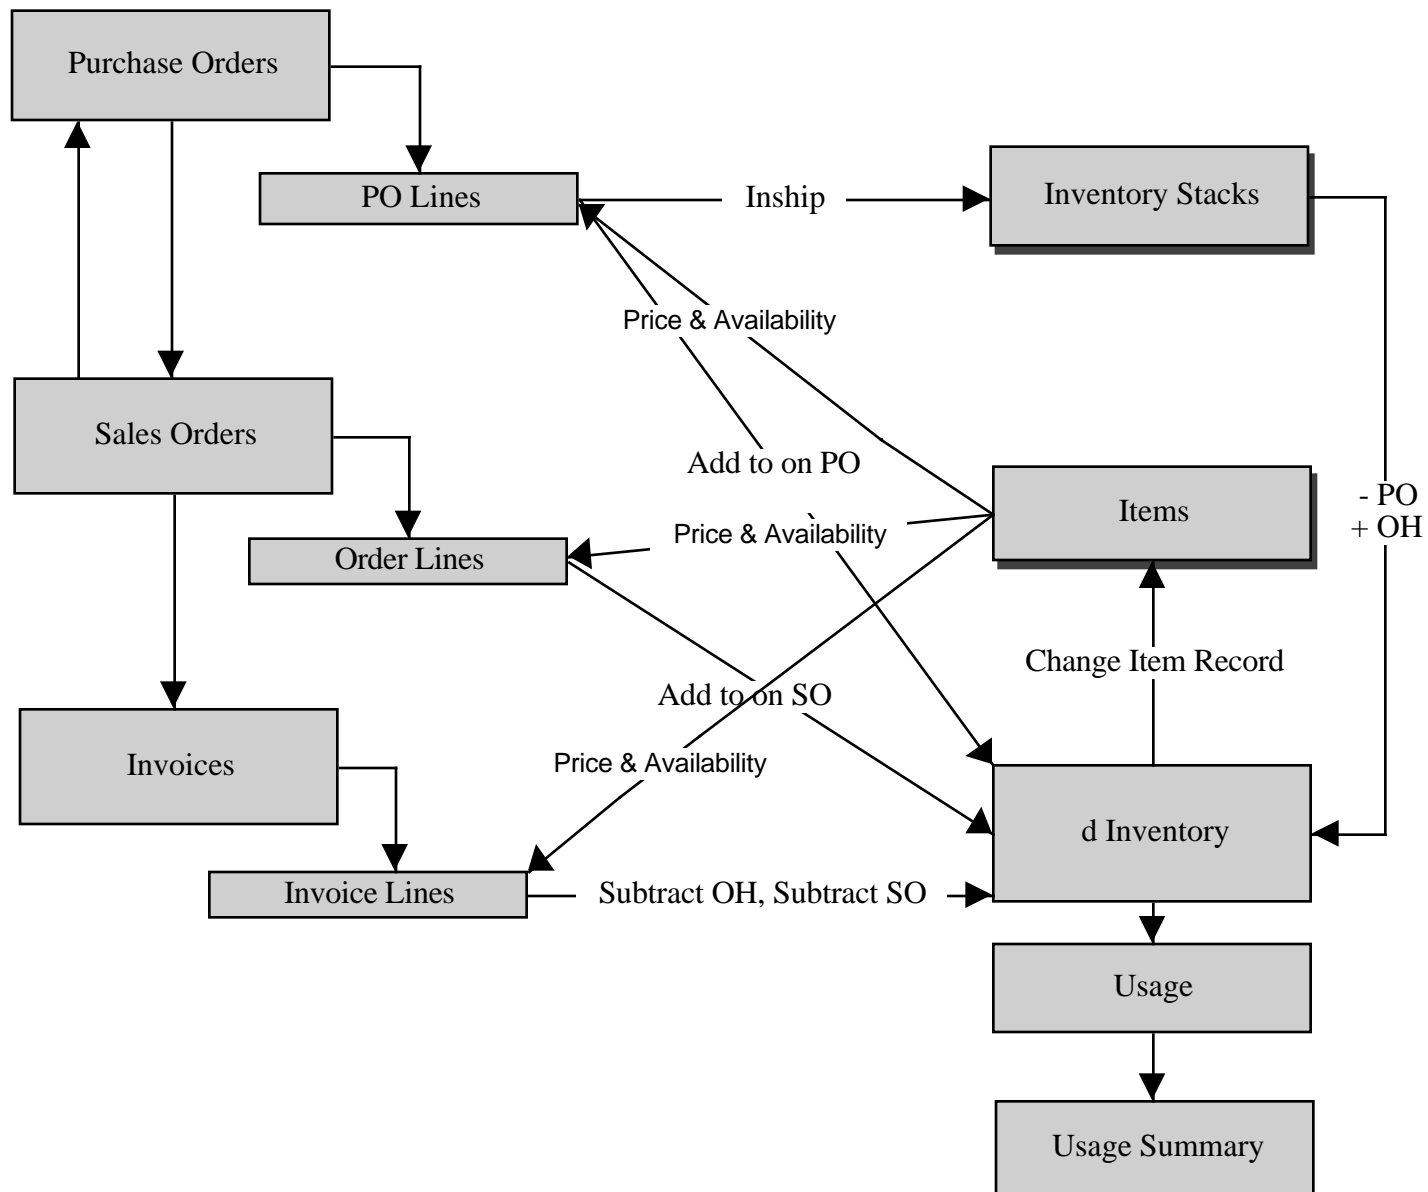 Purchase Orders
PO Lines
Inship
Inventory Stacks
Price & Availability
Sales Orders
Add to on PO
Items
- PO
+ OH
Price & Availability
Order Lines
Change Item Record
Add to on SO
Invoices
Price & Availability
d Inventory
Invoice Lines
Subtract OH, Subtract SO
Usage
Usage Summary